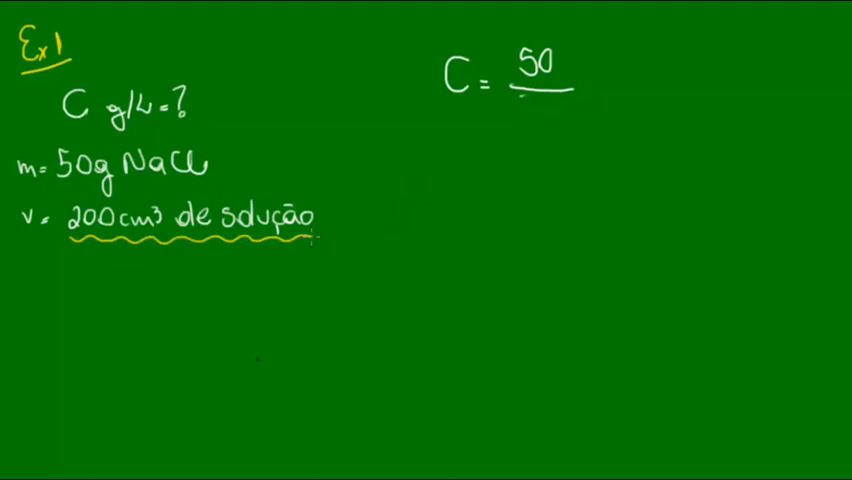 Ex1
C g/L = ?
m = 50g NaCl
v = 200cm³ de solução
C = 50